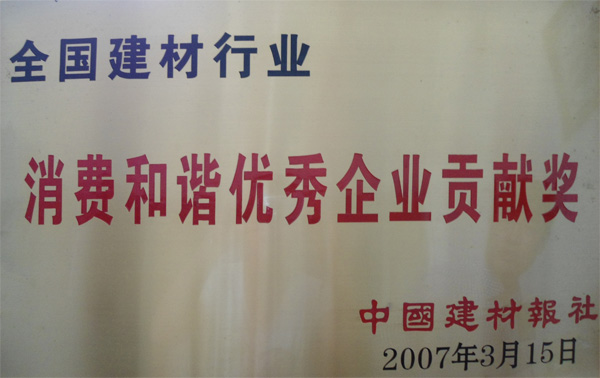 全国建材行业
消费和谐优秀企业贡献奖
中國建材報社
2007年3月15日